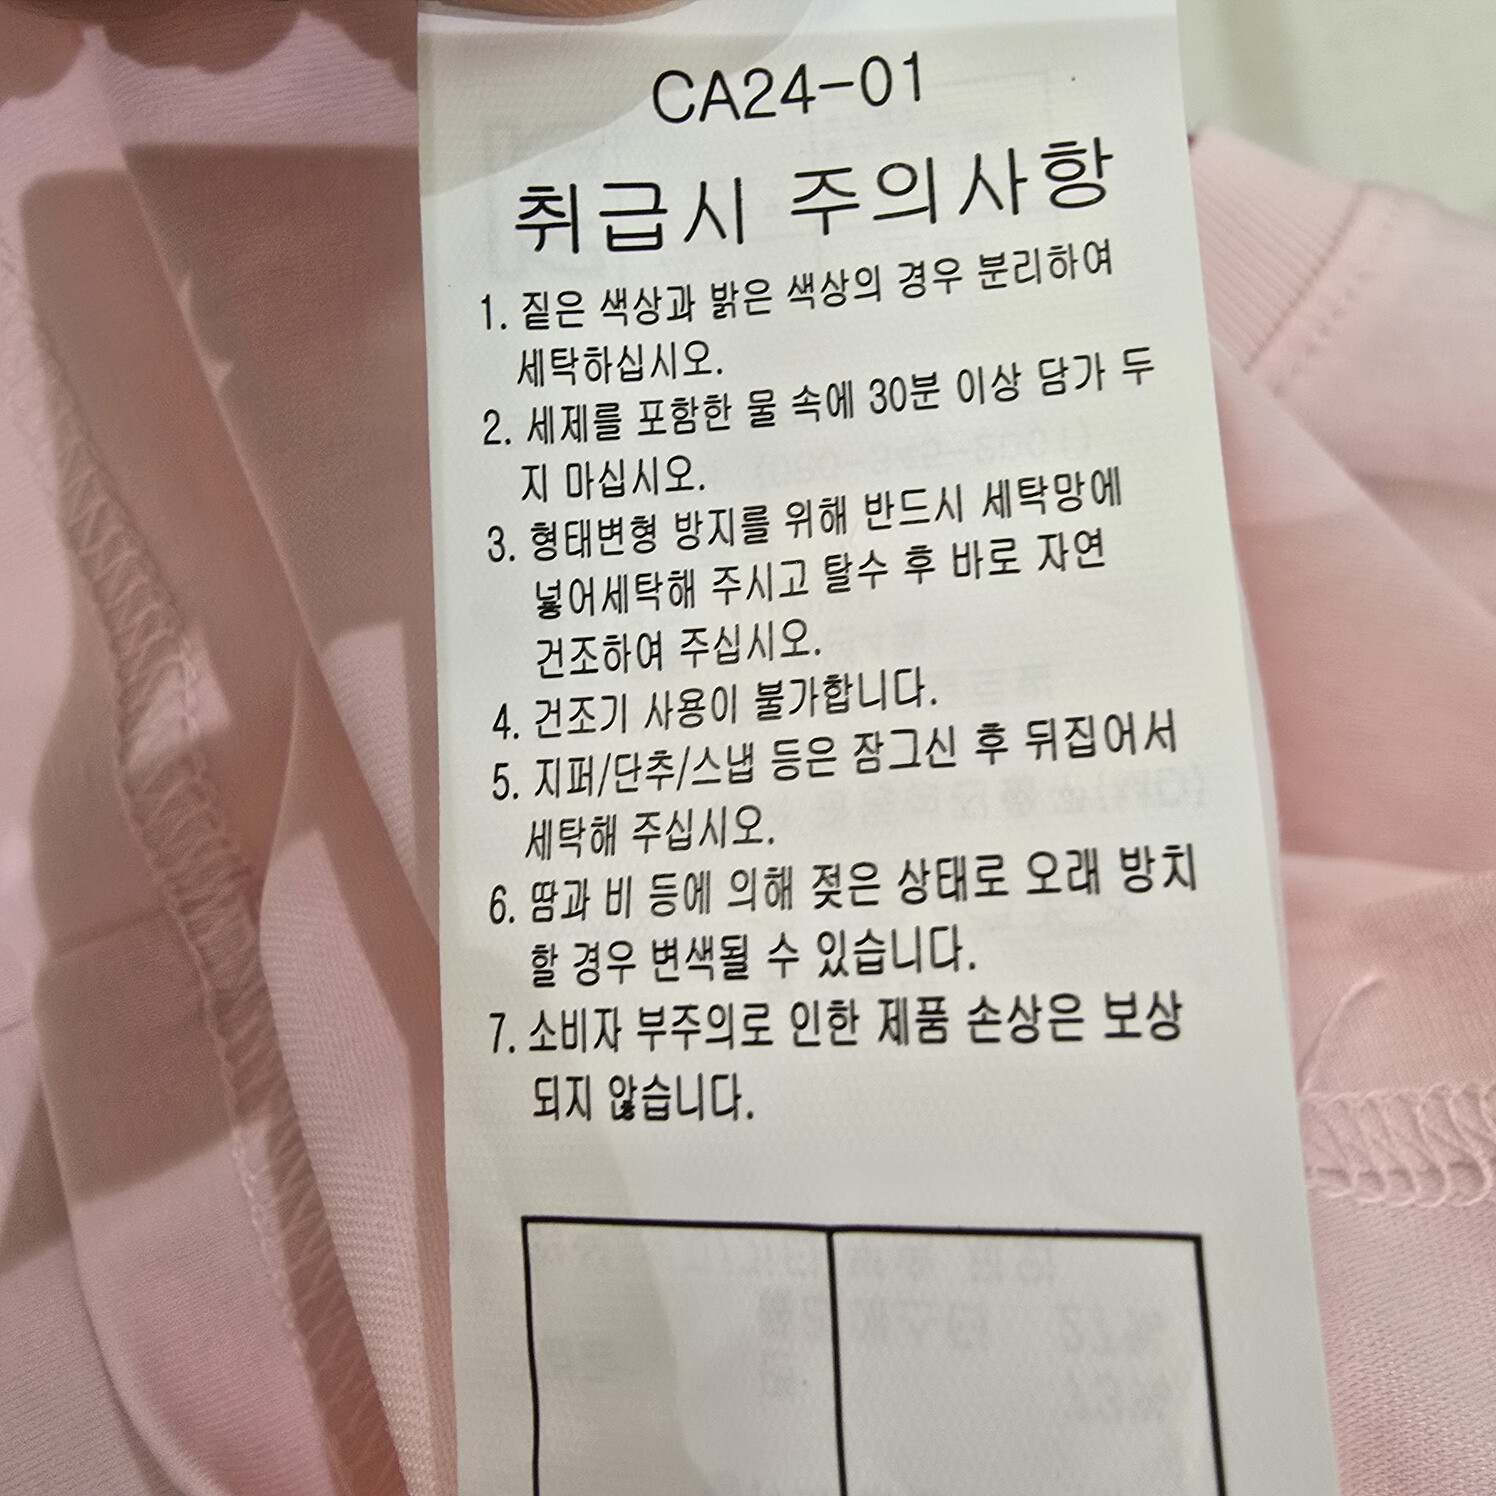 CA24-01
취급시 주의사항
1. 짙은 색상과 밝은 색상의 경우 분리하여
세탁하십시오.
2. 세제를 포함한 물 속에 30분 이상 담가 두
지 마십시오.
3. 형태변형 방지를 위해 반드시 세탁망에
넣어세탁해 주시고 탈수 후 바로 자연
건조하여 주십시오.
4. 건조기 사용이 불가합니다.
5. 지퍼/단추/스냅 등은 잠그신 후 뒤집어서
세탁해 주십시오.
6. 땀과 비 등에 의해 젖은 상태로 오래 방치
할 경우 변색될 수 있습니다.
7. 소비자 부주의로 인한 제품 손상은 보상
되지 않습니다.